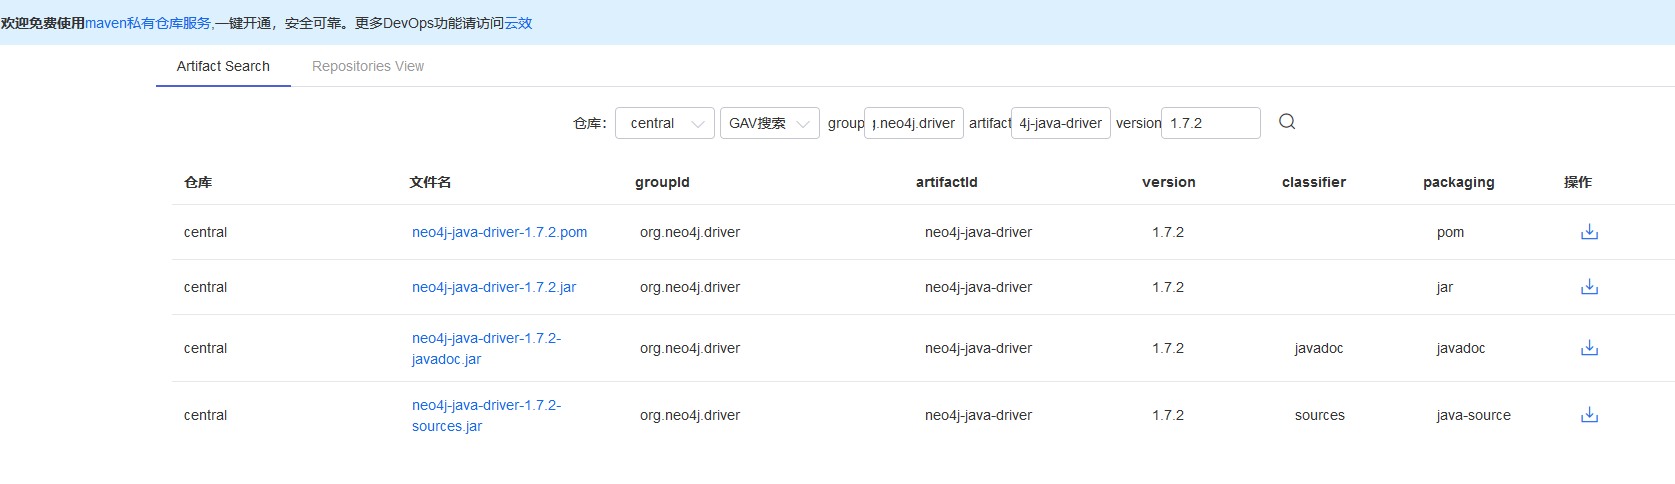 欢迎免费使用maven私有仓库服务,一键开通，安全可靠。更多DevOps功能请访问云效
Artifact Search Repositories View
仓库： central GAV搜索 group g.neo4j.driver artifact 4j-java-driver version 1.7.2
仓库 文件名 groupId artifactId version classifier packaging 操作
central neo4j-java-driver-1.7.2.pom org.neo4j.driver neo4j-java-driver 1.7.2 pom
central neo4j-java-driver-1.7.2.jar org.neo4j.driver neo4j-java-driver 1.7.2 jar
central neo4j-java-driver-1.7.2-
javadoc.jar org.neo4j.driver neo4j-java-driver 1.7.2 javadoc javadoc
central neo4j-java-driver-1.7.2-
sources.jar org.neo4j.driver neo4j-java-driver 1.7.2 sources java-source